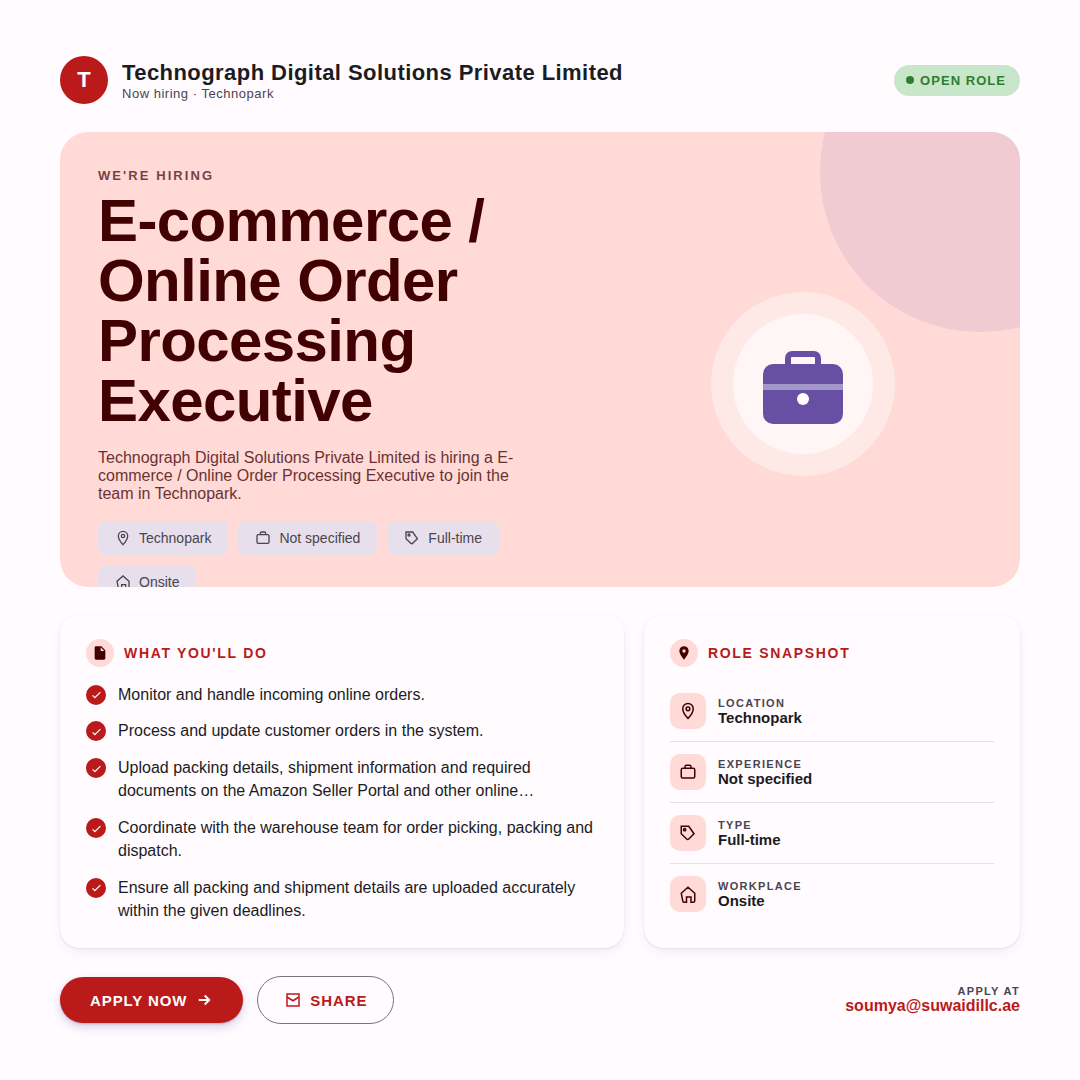 T
Technograph Digital Solutions Private Limited
Now hiring · Technopark
OPEN ROLE
WE'RE HIRING
E-commerce /
Online Order
Processing
Executive
Technograph Digital Solutions Private Limited is hiring a E-
commerce / Online Order Processing Executive to join the
team in Technopark.
Technopark
Not specified
Full-time
Onsite
WHAT YOU'LL DO
Monitor and handle incoming online orders.
Process and update customer orders in the system.
Upload packing details, shipment information and required
documents on the Amazon Seller Portal and other online…
Coordinate with the warehouse team for order picking, packing and
dispatch.
Ensure all packing and shipment details are uploaded accurately
within the given deadlines.
ROLE SNAPSHOT
LOCATION
Technopark
EXPERIENCE
Not specified
TYPE
Full-time
WORKPLACE
Onsite
APPLY NOW
SHARE
APPLY AT
soumya@suwaidillc.ae